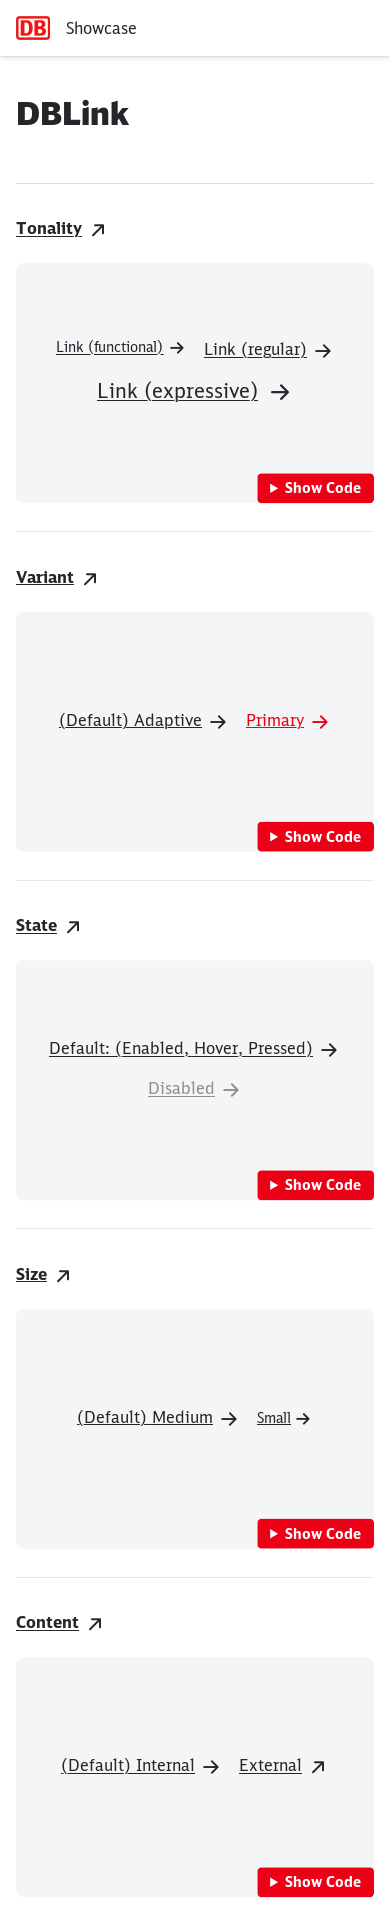 DB Showcase
DBLink
Tonality
Link (functional) Link (regular)
Link (expressive)
Show Code
Variant
(Default) Adaptive Primary
Show Code
State
Default: (Enabled, Hover, Pressed)
Disabled
Show Code
Size
(Default) Medium Small
Show Code
Content
(Default) Internal External
Show Code